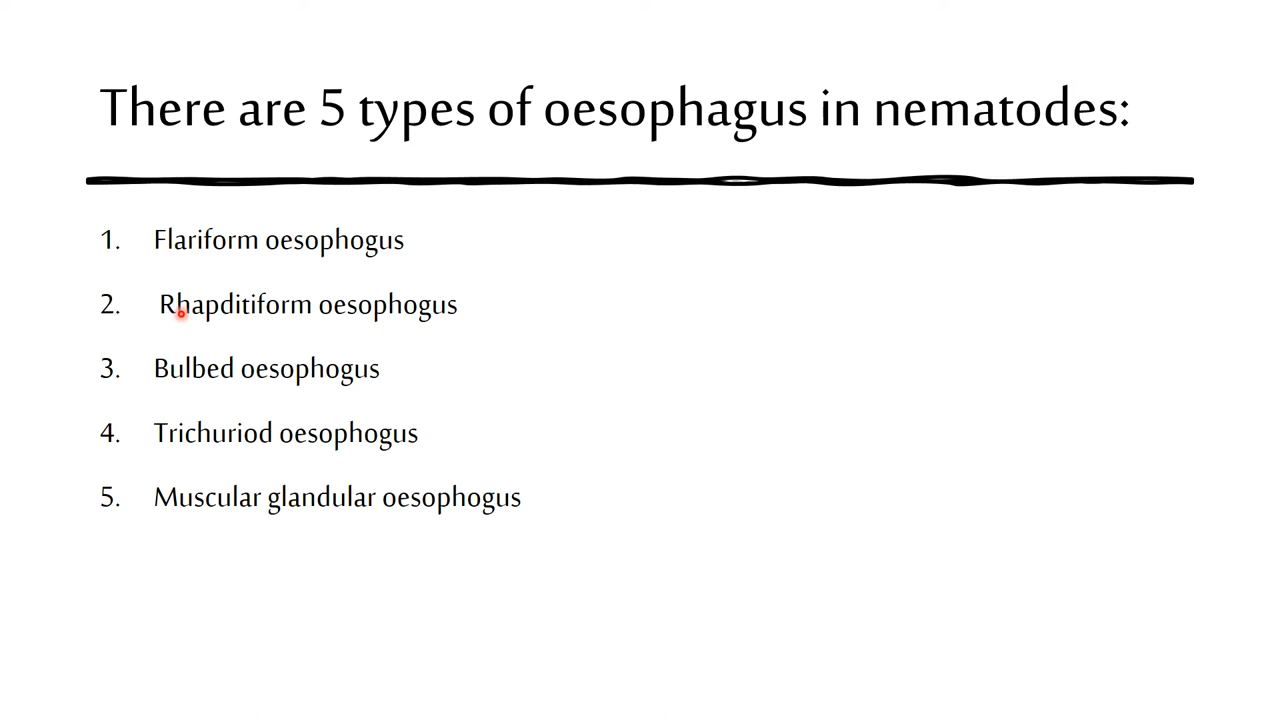 There are 5 types of oesophagus in nematodes:
1. Flariform oesophogus
2. Rhapditiform oesophogus
3. Bulbed oesophogus
4. Trichuriod oesophogus
5. Muscular glandular oesophogus